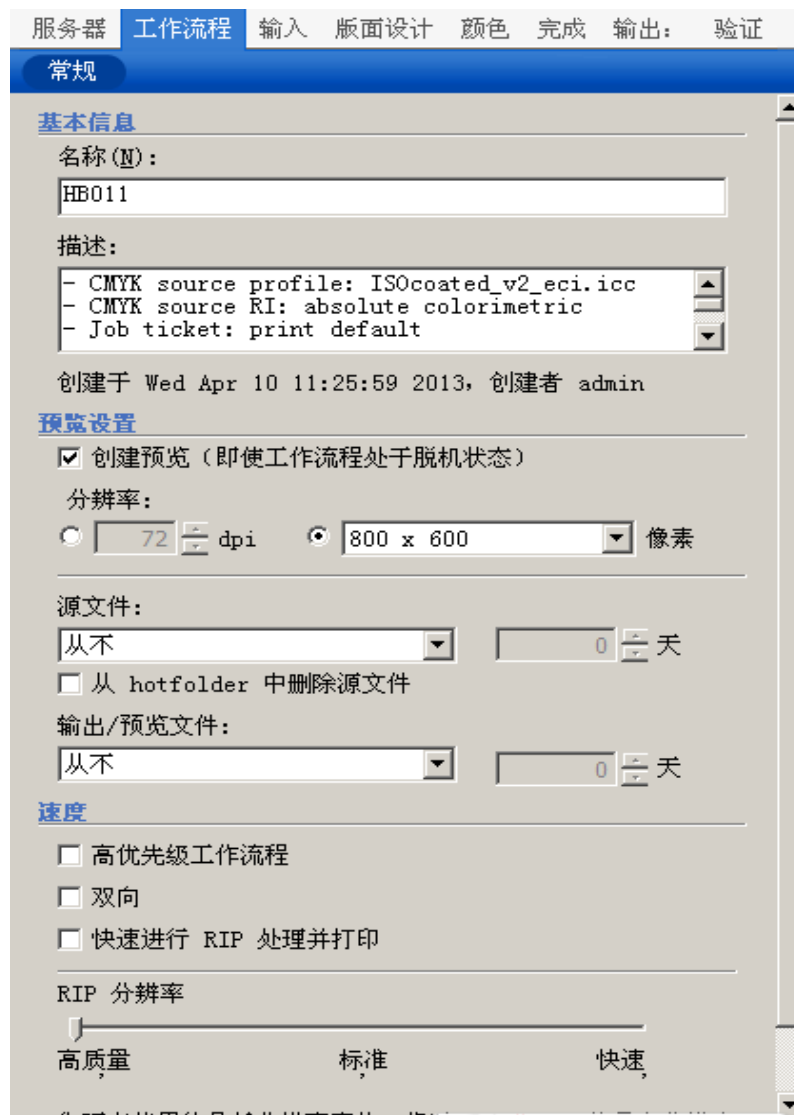 服务器 工作流程 输入 版面设计 颜色 完成 输出： 验证
常规
基本信息
名称(N)：
HB011
描述：
- CMYK source profile: ISOcoated_v2_eci.icc
- CMYK source RI: absolute colorimetric
- Job ticket: print default
创建于 Wed Apr 10 11:25:59 2013，创建者 admin
预览设置
创建预览（即使工作流程处于脱机状态）
分辨率：
72 dpi 800 x 600 像素
源文件：
从不 0 天
从 hotfolder 中删除源文件
输出/预览文件：
从不 0 天
速度
高优先级工作流程
双向
快速进行 RIP 处理并打印
RIP 分辨率
高质量 标准 快速